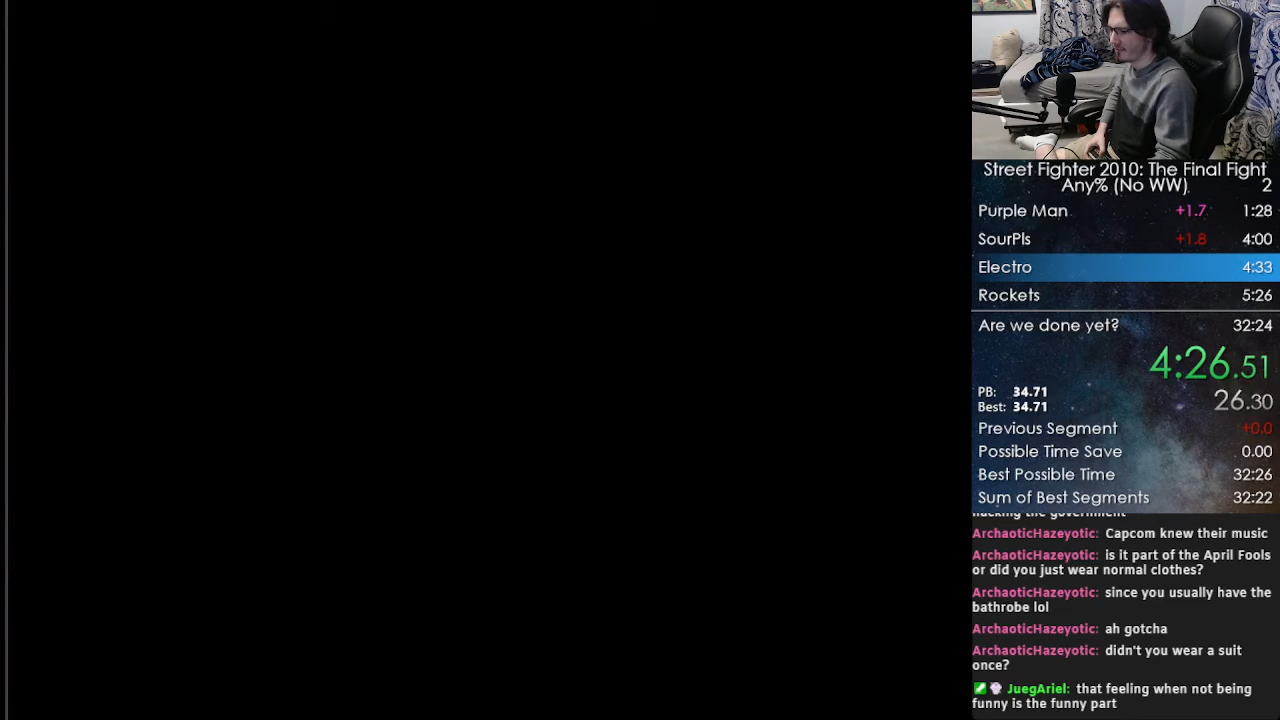 Street Fighter 2010: The Final Fight
Any% (No WW) 2
Purple Man +1.7 1:28
SourPls +1.8 4:00
Electro 4:33
Rockets 5:26
Are we done yet? 32:24
4:26.51
PB: 34.71
Best: 34.71
26.30
Previous Segment +0.0
Possible Time Save 0.00
Best Possible Time 32:26
Sum of Best Segments 32:22
hacking the government
ArchaoticHazeyotic: Capcom knew their music
ArchaoticHazeyotic: is it part of the April Fools
or did you just wear normal clothes?
ArchaoticHazeyotic: since you usually have the
bathrobe lol
ArchaoticHazeyotic: ah gotcha
ArchaoticHazeyotic: didn't you wear a suit
once?
JuegAriel: that feeling when not being
funny is the funny part